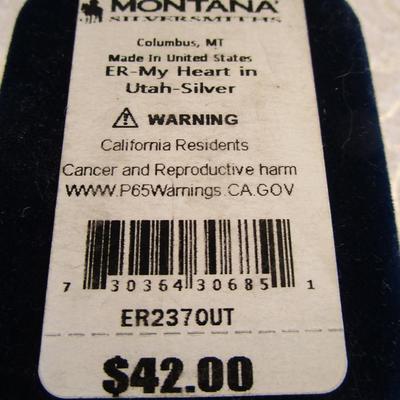 MONTANA
SILVERSMITHS
Columbus, MT
Made In United States
ER-My Heart in
Utah-Silver
WARNING
California Residents
Cancer and Reproductive harm
WWW.P65Warnings.CA.GOV
7 30364 30685 1
ER2370UT
$42.00